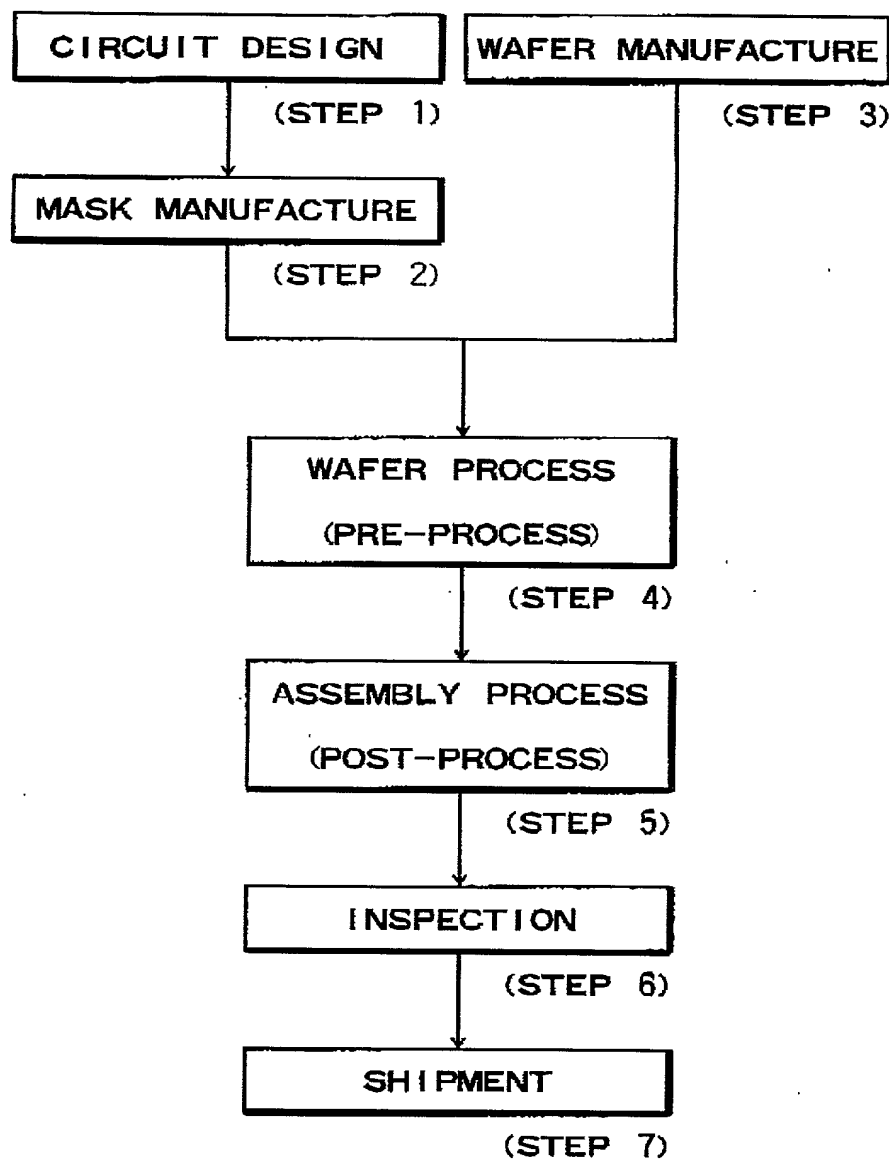 CIRCUIT DESIGN
(STEP 1)
MASK MANUFACTURE
(STEP 2)
WAFER MANUFACTURE
(STEP 3)
WAFER PROCESS
(PRE-PROCESS)
(STEP 4)
ASSEMBLY PROCESS
(POST-PROCESS)
(STEP 5)
INSPECTION
(STEP 6)
SHIPMENT
(STEP 7)